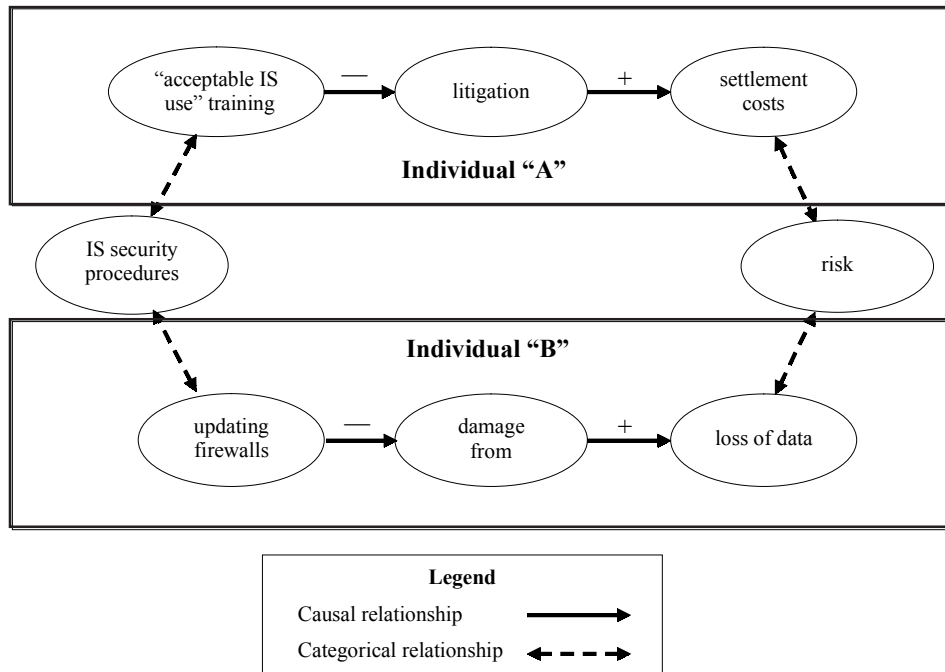 “acceptable IS
use” training
—
litigation
+
settlement
costs
Individual “A”
IS security
procedures
risk
Individual “B”
updating
firewalls
—
damage
from
+
loss of data
Legend
Causal relationship
Categorical relationship